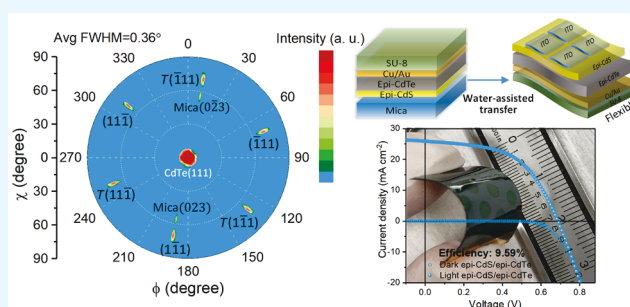 Avg FWHM=0.36°
Intensity (a. u.)
χ (degree)
90
60
30
0
30
60
90
0
30
60
90
120
150
180
210
240
270
300
330
T(1̄11)
Mica(02̄3)
(111̄)
(1̄11)
CdTe(111)
T(111̄)
Mica(023)
T(11̄1)
(11̄1)
ϕ (degree)
SU-8
Cu/Au
Epi-CdTe
Epi-CdS
Mica
Water-assisted
transfer
ITO
ITO
ITO
ITO
Epi-CdS
Epi-CdTe
Cu/Au
SU-8
Flexible
Current density (mA cm⁻²)
30
20
10
0
-10
-20
Efficiency: 9.59%
Dark epi-CdS/epi-CdTe
Light epi-CdS/epi-CdTe
0.0
0.2
0.4
0.6
0.8
Voltage (V)